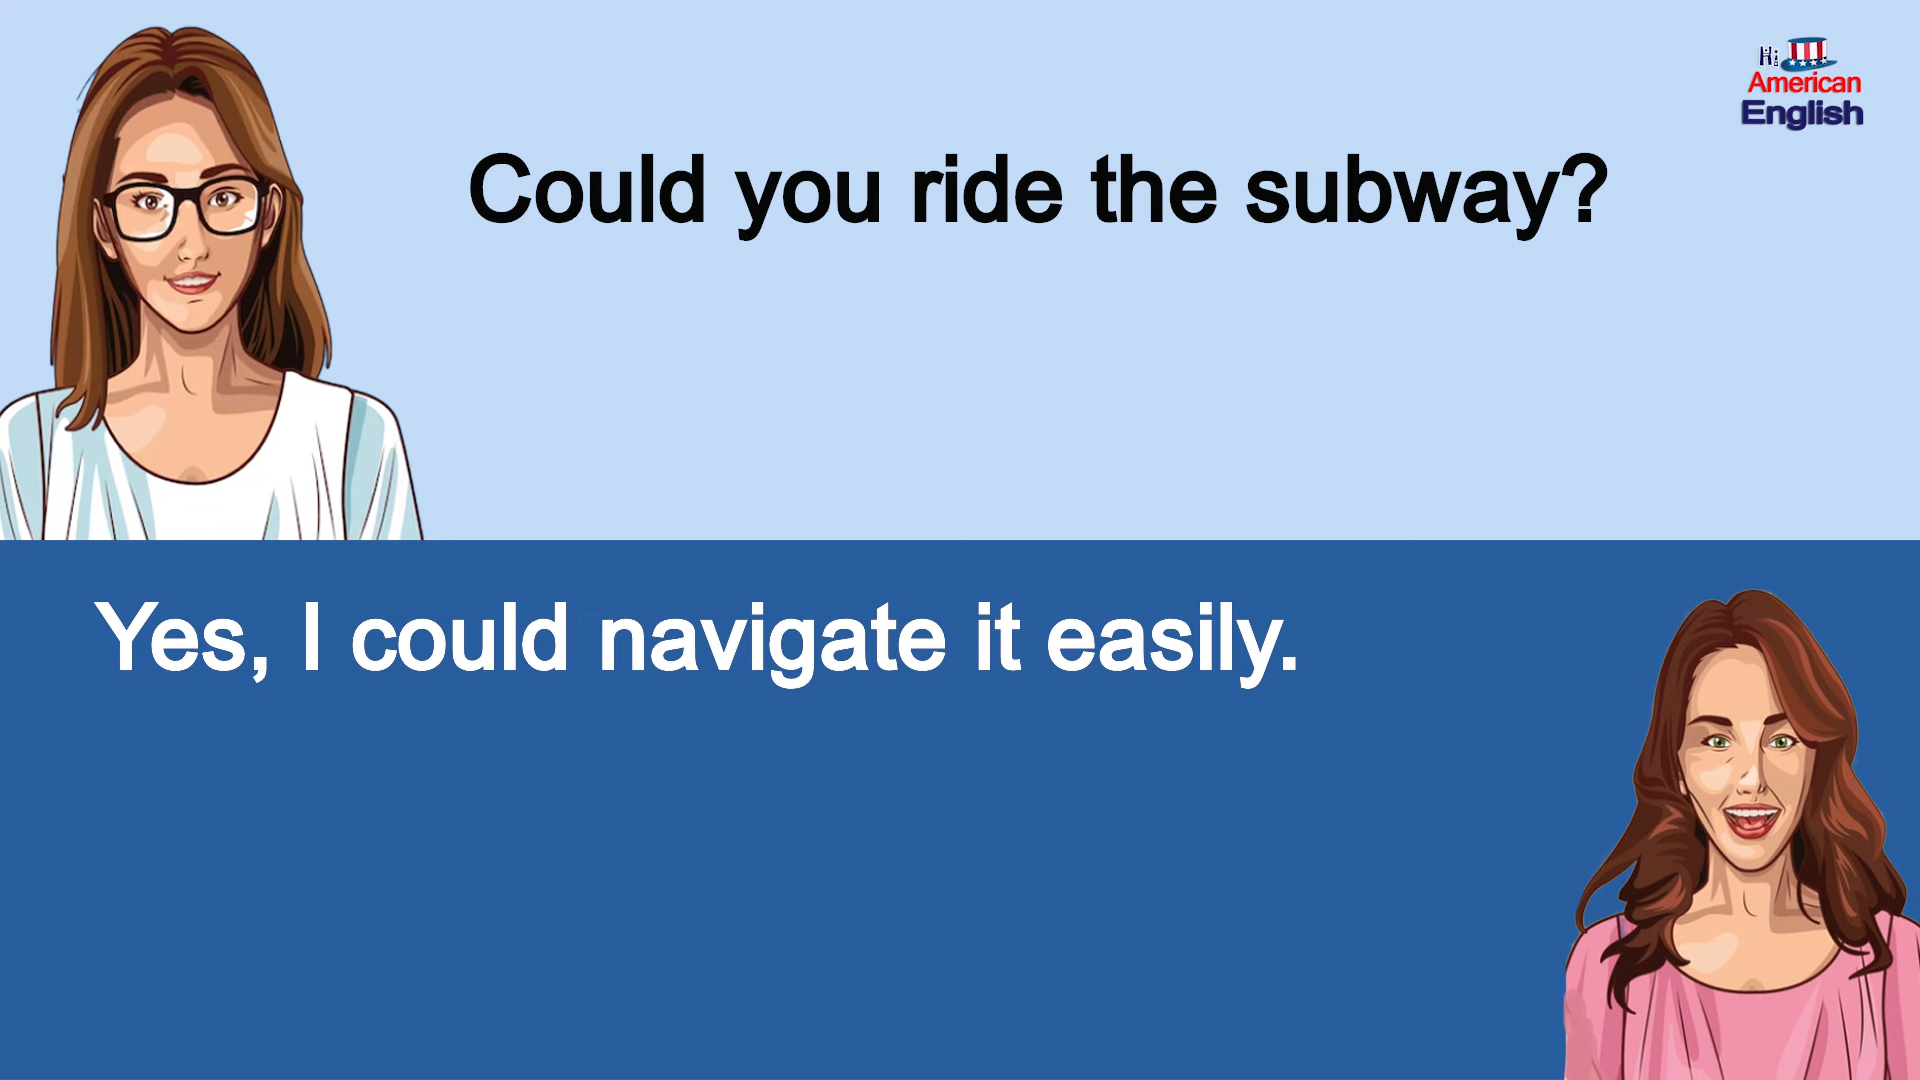 Hi
American
English
Could you ride the subway?
Yes, I could navigate it easily.